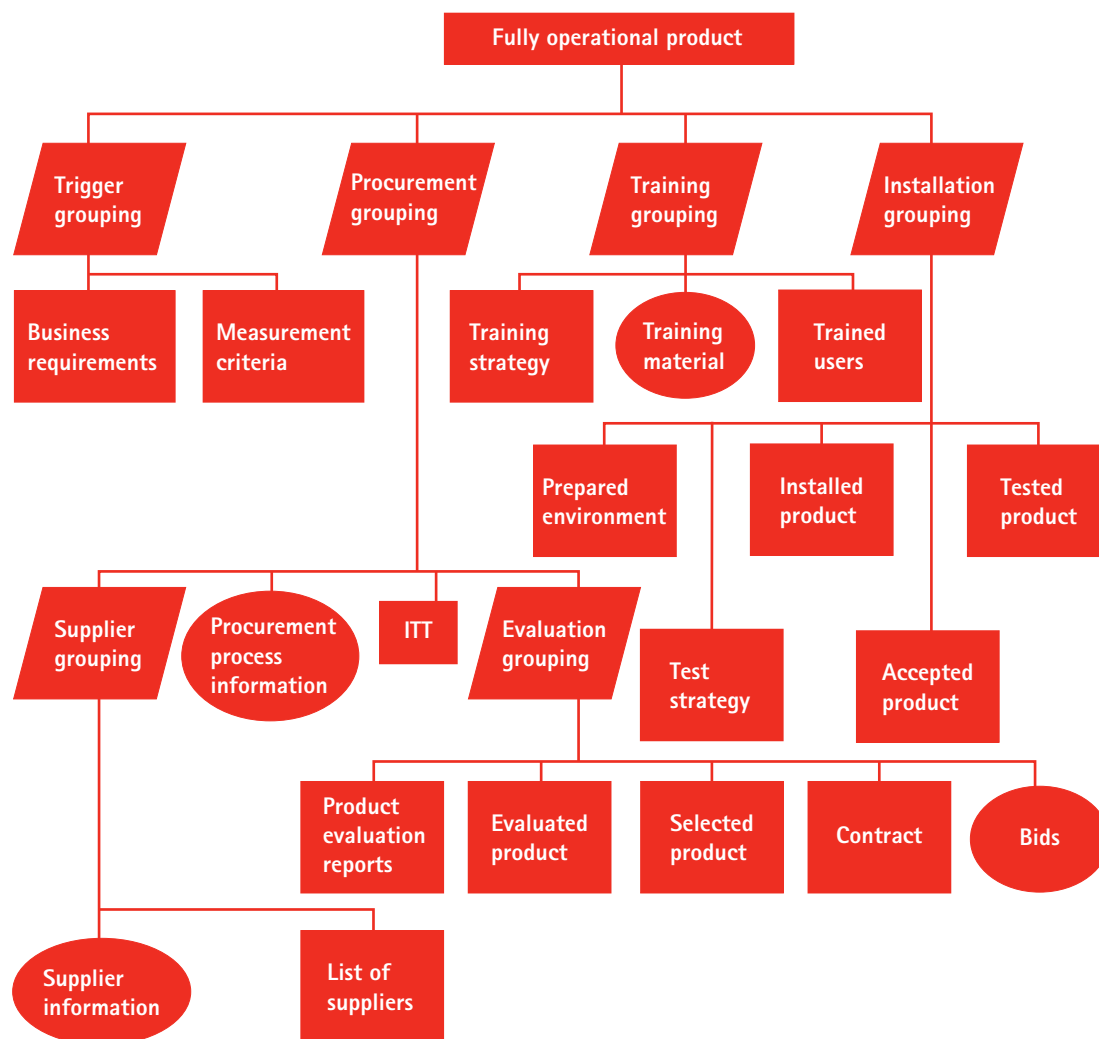 Fully operational product
Trigger
grouping
Procurement
grouping
Training
grouping
Installation
grouping
Business
requirements
Measurement
criteria
Training
strategy
Training
material
Trained
users
Prepared
environment
Installed
product
Tested
product
Supplier
grouping
Procurement
process
information
ITT
Evaluation
grouping
Test
strategy
Accepted
product
Product
evaluation
reports
Evaluated
product
Selected
product
Contract
Bids
Supplier
information
List of
suppliers